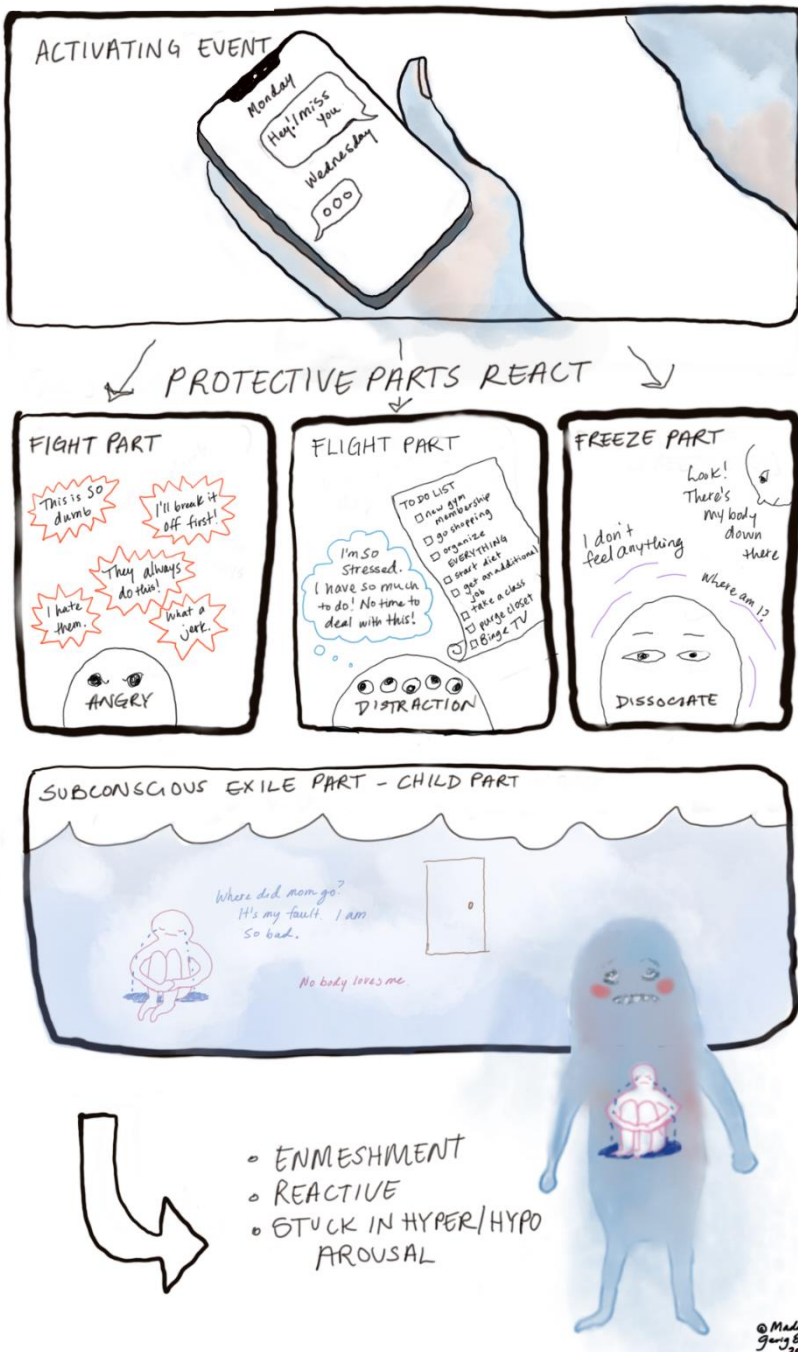 ACTIVATING EVENT
Monday
Hey! I miss
you.
Wednesday
PROTECTIVE PARTS REACT
FIGHT PART
This is SO
dumb
I'll break it
off first!
They always
do this!
I hate
them.
What a
jerk.
ANGRY
FLIGHT PART
I'm so
stressed.
I have so much
to do! No time to
deal with this!
TO DO LIST
new gym
membership
go shopping
organize
EVERYTHING
start diet
get an additional
job
take a class
purge closet
Binge TV
DISTRACTION
FREEZE PART
Look!
There's
my body
down
there
I don't
feel anything
Where am I?
DISSOCIATE
SUBCONSCIOUS EXILE PART - CHILD PART
Where did mom go?
It's my fault. I am
so bad.
Nobody loves me
• ENMESHMENT
• REACTIVE
• STUCK IN HYPER/HYPO
AROUSAL